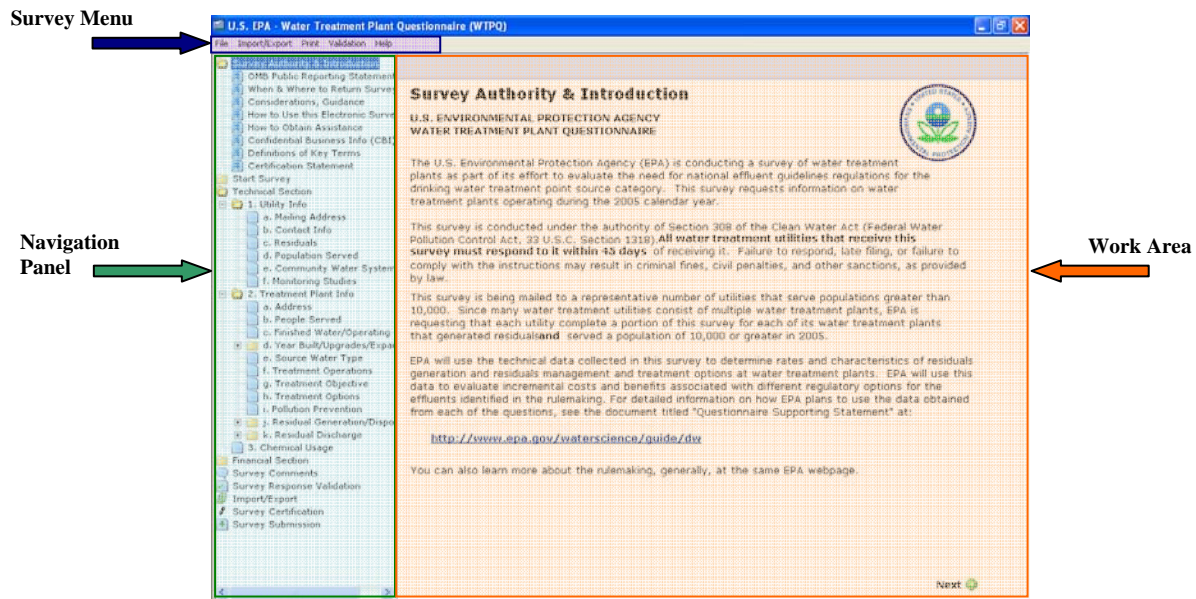 Survey Menu
U.S. EPA - Water Treatment Plant Questionnaire (WTPQ)
File Import/Export Print Validation Help
Survey Authority & Introduction
OMB Public Reporting Statement
When & Where to Return Survey
Considerations, Guidance
How to Use this Electronic Surve
How to Obtain Assistance
Confidential Business Info (CBI)
Definitions of Key Terms
Certification Statement
Start Survey
Technical Section
1. Utility Info
a. Mailing Address
b. Contact Info
c. Residuals
d. Population Served
e. Community Water System
f. Monitoring Studies
2. Treatment Plant Info
a. Address
b. People Served
c. Finished Water/Operating
d. Year Built/Upgrades/Expan
e. Source Water Type
f. Treatment Operations
g. Treatment Objective
h. Treatment Options
i. Pollution Prevention
j. Residual Generation/Dispo
k. Residual Discharge
3. Chemical Usage
Financial Section
Survey Comments
Survey Response Validation
Import/Export
Survey Certification
Survey Submission
Navigation
Panel
Survey Authority & Introduction
U.S. ENVIRONMENTAL PROTECTION AGENCY
WATER TREATMENT PLANT QUESTIONNAIRE
The U.S. Environmental Protection Agency (EPA) is conducting a survey of water treatment
plants as part of its effort to evaluate the need for national effluent guidelines regulations for the
drinking water treatment point source category. This survey requests information on water
treatment plants operating during the 2005 calendar year.
This survey is conducted under the authority of Section 308 of the Clean Water Act (Federal Water
Pollution Control Act, 33 U.S.C. Section 1318).All water treatment utilities that receive this
survey must respond to it within 45 days of receiving it. Failure to respond, late filing, or failure to
comply with the instructions may result in criminal fines, civil penalties, and other sanctions, as provided
by law.
This survey is being mailed to a representative number of utilities that serve populations greater than
10,000. Since many water treatment utilities consist of multiple water treatment plants, EPA is
requesting that each utility complete a portion of this survey for each of its water treatment plants
that generated residualsand served a population of 10,000 or greater in 2005.
EPA will use the technical data collected in this survey to determine rates and characteristics of residuals
generation and residuals management and treatment options at water treatment plants. EPA will use this
data to evaluate incremental costs and benefits associated with different regulatory options for the
effluents identified in the rulemaking. For detailed information on how EPA plans to use the data obtained
from each of the questions, see the document titled "Questionnaire Supporting Statement" at:
http://www.epa.gov/waterscience/guide/dw
You can also learn more about the rulemaking, generally, at the same EPA webpage.
Next
Work Area